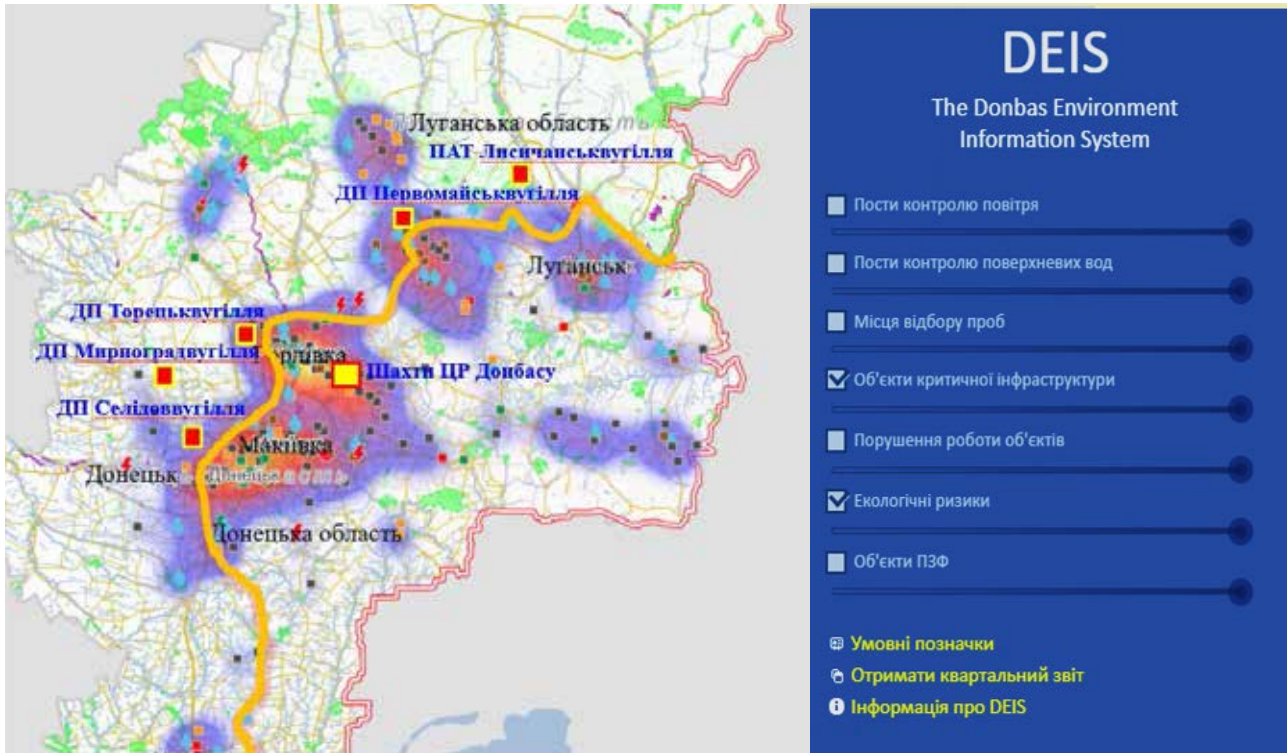 Луганська область
ПАТ Лисичанськвугілля
ДП Первомайськвугілля
Луганськ
ДП Торецьквугілля
ДП Мирноградвугілля
Шахти ЦР Донбасу
ДП Селідоввугілля
Макіївка
Донецьк
Донецька область
DEIS
The Donbas Environment
Information System
Пости контролю повітря
Пости контролю поверхневих вод
Місця відбору проб
Об'єкти критичної інфраструктури
Порушення роботи об'єктів
Екологічні ризики
Об'єкти ПЗФ
Умовні позначки
Отримати квартальний звіт
Інформація про DEIS